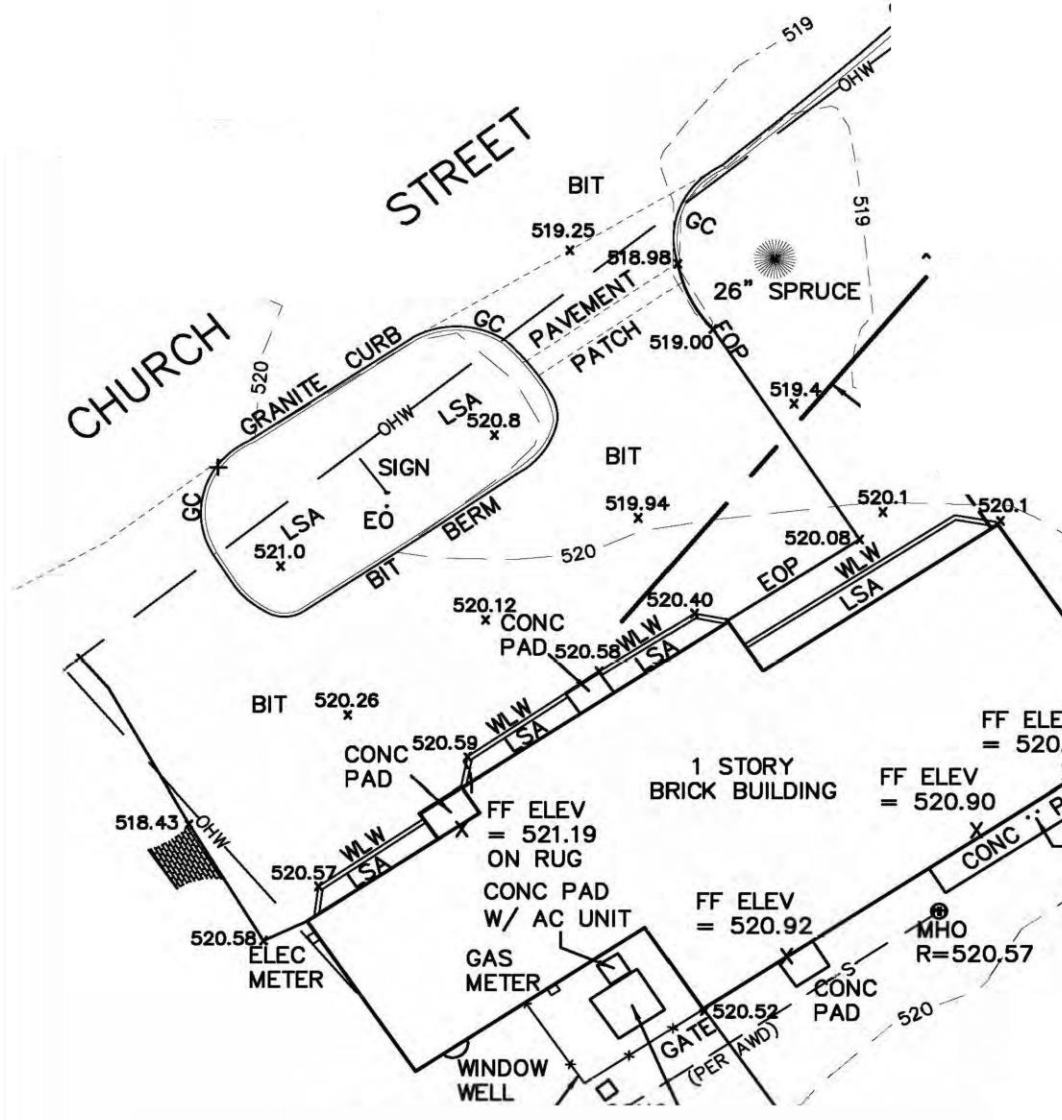 519
OHW
STREET
BIT
519.25
GC
518.98
519
26" SPRUCE
CHURCH
520
GRANITE CURB
GC
PAVEMENT
PATCH
519.00
EOP
519.4
LSA
OHW
520.8
SIGN
BIT
GC
LSA
EO
521.0
BIT BERM
519.94
520
520.1
520.1
520.08
EOP
WLW
LSA
520.12
CONC
PAD
520.40
WLW
LSA
520.58
BIT
520.26
WLW
LSA
520.59
CONC
PAD
1 STORY
BRICK BUILDING
FF ELE
= 520.
FF ELEV
= 520.90
FF ELEV
= 521.19
ON RUG
518.43
OHW
WLW
LSA
520.57
CONC P
CONC PAD
W/ AC UNIT
FF ELEV
= 520.92
MHO
R=520.57
520.58
ELEC
METER
GAS
METER
S
CONC
PAD
520.52
GATE
(PER AWD)
520
WINDOW
WELL